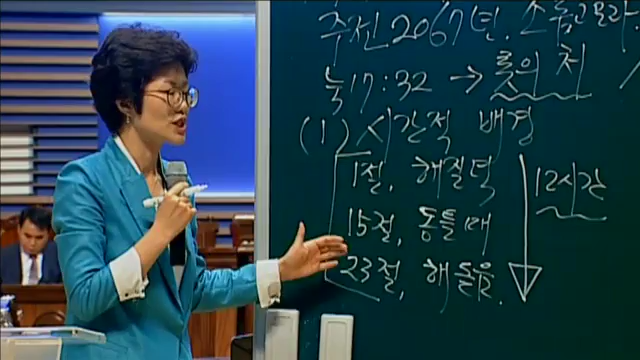 주전 2067년. 소돔고모라
눅17:32 → 롯의 처
(1) 시간적 배경
1절, 해질녘
15절, 동틀때
23절, 해돋을
12시간